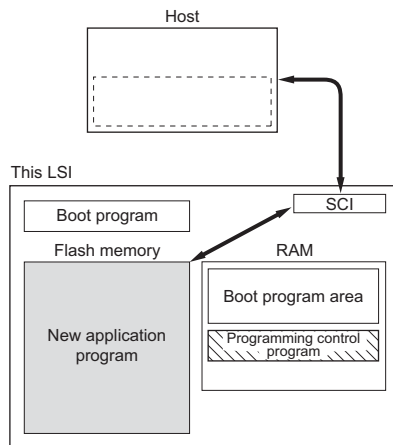 Host
This LSI
SCI
Boot program
Flash memory
RAM
Boot program area
New application
program
Programming control
program